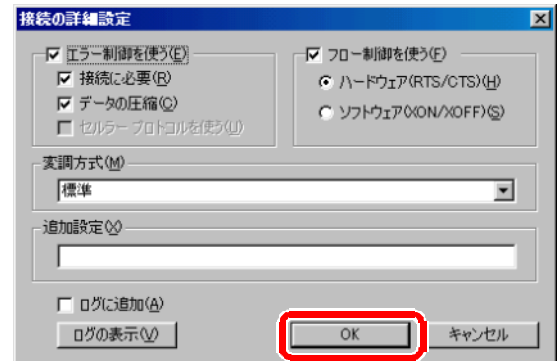 接続の詳細設定
エラー制御を使う(E)
接続に必要(R)
データの圧縮(C)
セルラー プロトコルを使う(U)
フロー制御を使う(F)
ハードウェア(RTS/CTS)(H)
ソフトウェア(XON/XOFF)(S)
変調方式(M)
標準
追加設定(X)
ログに追加(A)
ログの表示(V)
OK
キャンセル